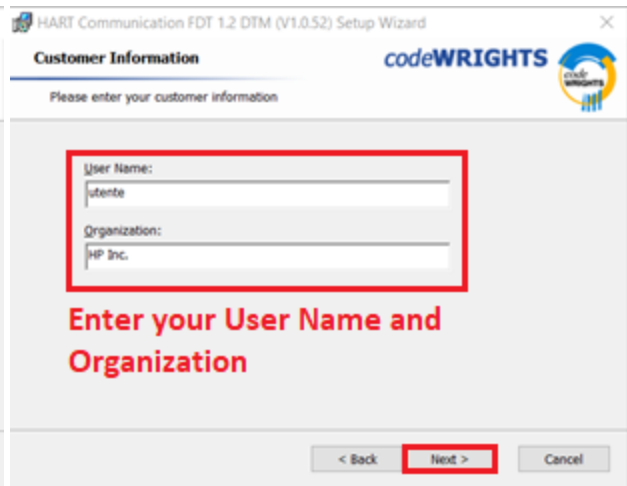 HART Communication FDT 1.2 DTM (V1.0.52) Setup Wizard
Customer Information
codeWRIGHTS
code
WRIGHTS
Please enter your customer information
User Name:
utente
Organization:
HP Inc.
Enter your User Name and
Organization
< Back Next > Cancel